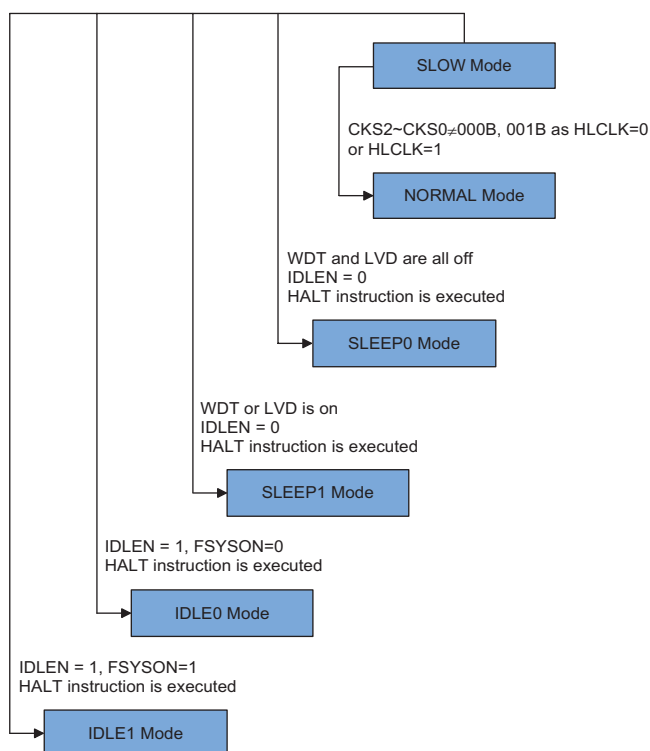 SLOW Mode
CKS2~CKS0≠000B, 001B as HLCLK=0
or HLCLK=1
NORMAL Mode
WDT and LVD are all off
IDLEN = 0
HALT instruction is executed
SLEEP0 Mode
WDT or LVD is on
IDLEN = 0
HALT instruction is executed
SLEEP1 Mode
IDLEN = 1, FSYSON=0
HALT instruction is executed
IDLE0 Mode
IDLEN = 1, FSYSON=1
HALT instruction is executed
IDLE1 Mode